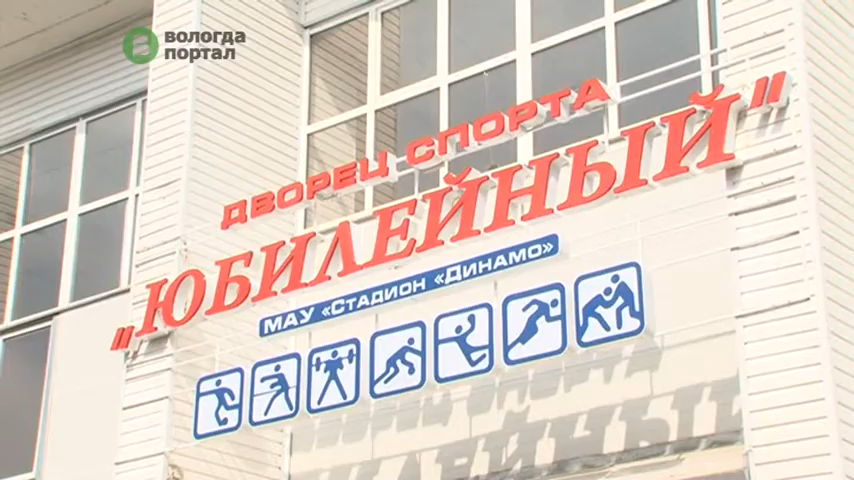 вологда
портал
ДВОРЕЦ СПОРТА
"ЮБИЛЕЙНЫЙ"
МАУ «Стадион «Динамо»